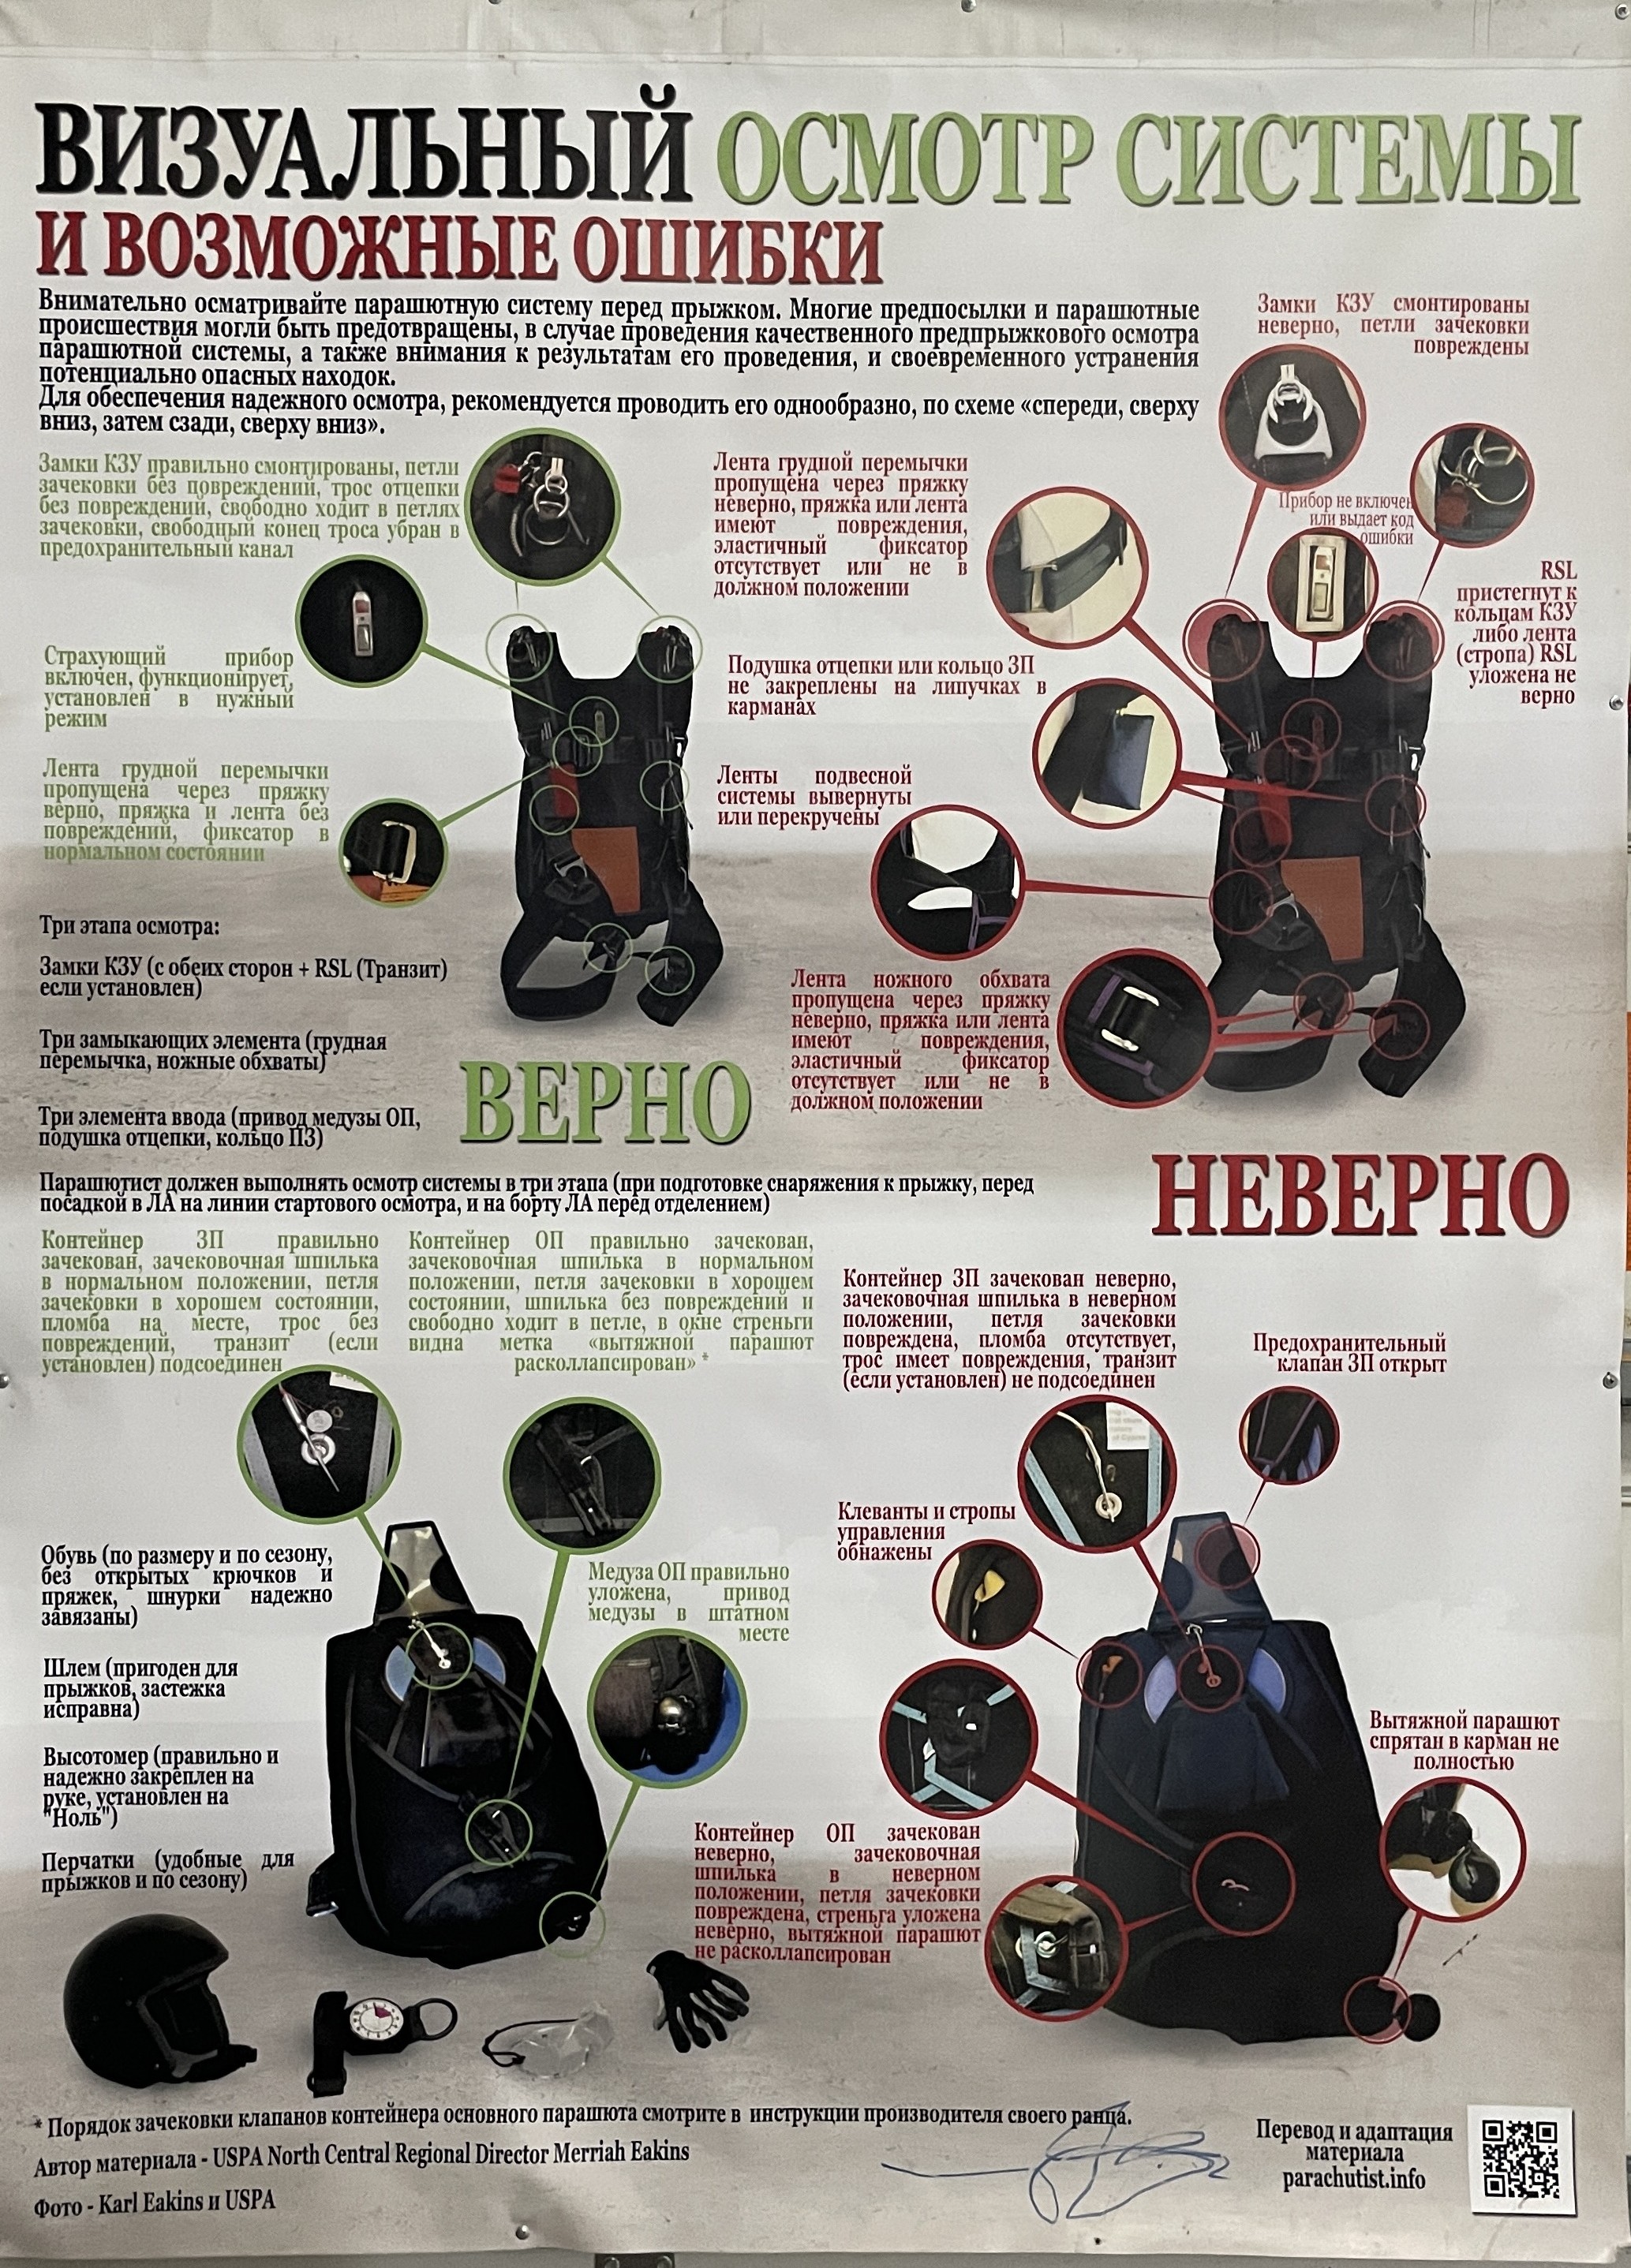 ВИЗУАЛЬНЫЙ ОСМОТР СИСТЕМЫ
И ВОЗМОЖНЫЕ ОШИБКИ
Внимательно осматривайте парашютную систему перед прыжком. Многие предпосылки и парашютные
происшествия могли быть предотвращены, в случае проведения качественного предпрыжкового осмотра
парашютной системы, а также внимания к результатам его проведения, и своевременного устранения
потенциально опасных находок.
Для обеспечения надежного осмотра, рекомендуется проводить его однообразно, по схеме «спереди, сверху
вниз, затем сзади, сверху вниз».
Замки КЗУ смонтированы
неверно, петли зачековки
повреждены
Замки КЗУ правильно смонтированы, петли
зачековки без повреждений, трос отцепки
без повреждений, свободно ходит в петлях
зачековки, свободный конец троса убран в
предохранительный канал
Страхующий прибор
включен, функционирует,
установлен в нужный
режим
Лента грудной перемычки
пропущена через пряжку
верно, пряжка и лента без
повреждений, фиксатор в
нормальном состоянии
Лента грудной перемычки
пропущена через пряжку
неверно, пряжка или лента
имеют повреждения,
эластичный фиксатор
отсутствует или не в
должном положении
Прибор не включен
или выдает код
ошибки
RSL
пристегнут к
кольцам КЗУ
либо лента
(стропа) RSL
уложена не
верно
Подушка отцепки или кольцо ЗП
не закреплены на липучках в
карманах
Ленты подвесной
системы вывернуты
или перекручены
Лента ножного обхвата
пропущена через пряжку
неверно, пряжка или лента
имеют повреждения,
эластичный фиксатор
отсутствует или не в
должном положении
Три этапа осмотра:
Замки КЗУ (с обеих сторон + RSL (Транзит)
если установлен)
Три замыкающих элемента (грудная
перемычка, ножные обхваты)
Три элемента ввода (привод медузы ОП,
подушка отцепки, кольцо ПЗ)
ВЕРНО
НЕВЕРНО
Парашютист должен выполнять осмотр системы в три этапа (при подготовке снаряжения к прыжку, перед
посадкой в ЛА на линии стартового осмотра, и на борту ЛА перед отделением)
Контейнер ЗП правильно
зачекован, зачековочная шпилька
в нормальном положении, петля
зачековки в хорошем состоянии,
пломба на месте, трос без
повреждений, транзит (если
установлен) подсоединен
Контейнер ОП правильно зачекован,
зачековочная шпилька в нормальном
положении, петля зачековки в хорошем
состоянии, шпилька без повреждений и
свободно ходит в петле, в окне стреньги
видна метка «вытяжной парашют
расколлапсирован» *
Контейнер ЗП зачекован неверно,
зачековочная шпилька в неверном
положении, петля зачековки
повреждена, пломба отсутствует,
трос имеет повреждения, транзит
(если установлен) не подсоединен
Предохранительный
клапан ЗП открыт
Клеванты и стропы
управления
обнажены
Обувь (по размеру и по сезону,
без открытых крючков и
пряжек, шнурки надежно
завязаны)
Медуза ОП правильно
уложена, привод
медузы в штатном
месте
Шлем (пригоден для
прыжков, застежка
исправна)
Высотомер (правильно и
надежно закреплен на
руке, установлен на
"Ноль")
Перчатки (удобные для
прыжков и по сезону)
Вытяжной парашют
спрятан в карман не
полностью
Контейнер ОП зачекован
неверно, зачековочная
шпилька в неверном
положении, петля зачековки
повреждена, стреньга уложена
неверно, вытяжной парашют
не расколлапсирован
* Порядок зачековки клапанов контейнера основного парашюта смотрите в инструкции производителя своего ранца.
Автор материала - USPA North Central Regional Director Merriah Eakins
Фото - Karl Eakins и USPA
Перевод и адаптация
материала
parachutist.info